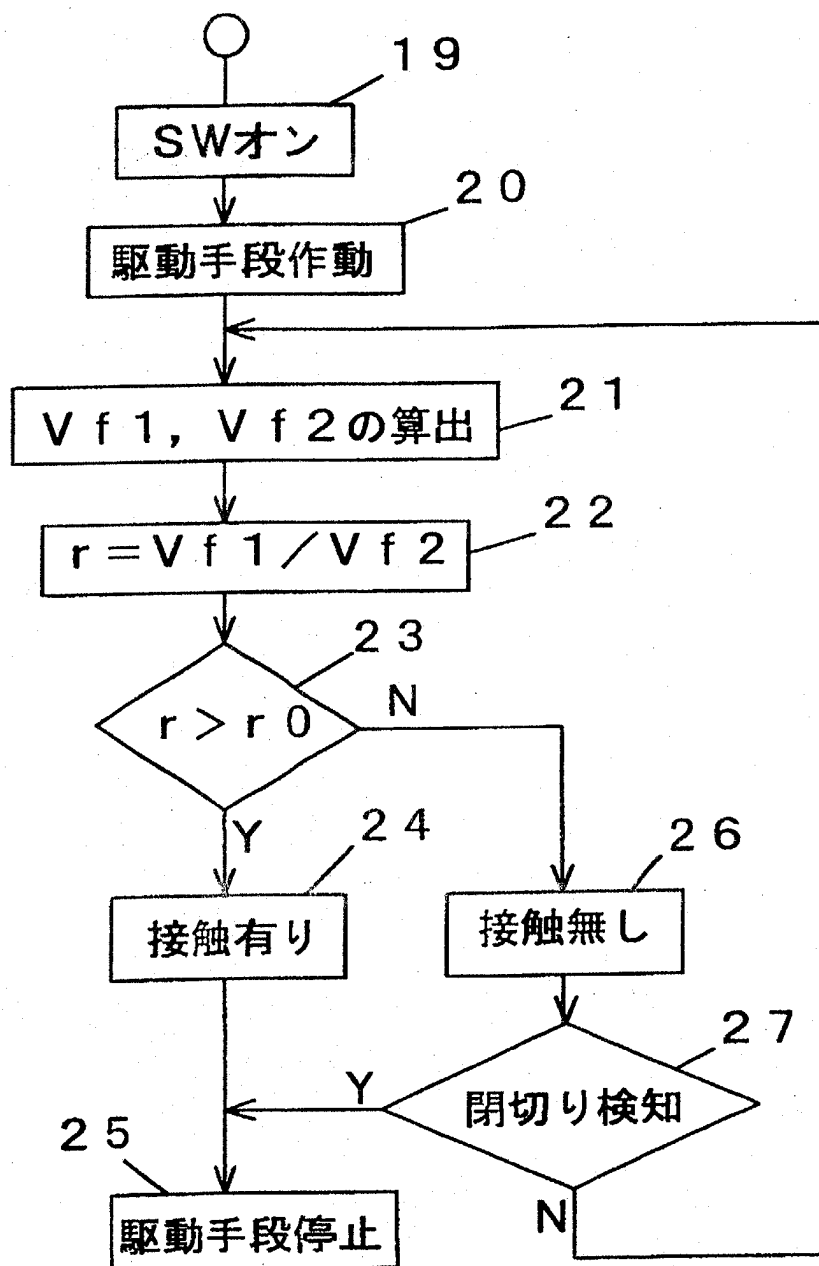 19
SWオン
20
駆動手段作動
21
Vf1,Vf2の算出
22
r=Vf1/Vf2
23
r>r0
N
Y
24
接触有り
26
接触無し
27
閉切り検知
Y
N
25
駆動手段停止